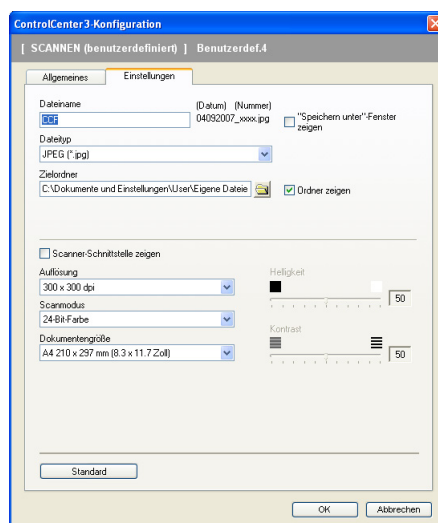 ControlCenter3-Konfiguration
[ SCANNEN (benutzerdefiniert) ] Benutzerdef.4
Allgemeines Einstellungen
Dateiname (Datum) (Nummer)
CCF 04092007_xxxx.jpg "Speichern unter"-Fenster zeigen
Dateityp
JPEG (*.jpg)
Zielordner
C:\Dokumente und Einstellungen\User\Eigene Dateie Ordner zeigen
Scanner-Schnittstelle zeigen
Auflösung Helligkeit
300 x 300 dpi 50
Scanmodus
24-Bit-Farbe Kontrast
Dokumentengröße
A4 210 x 297 mm (8.3 x 11.7 Zoll) 50
Standard
OK Abbrechen